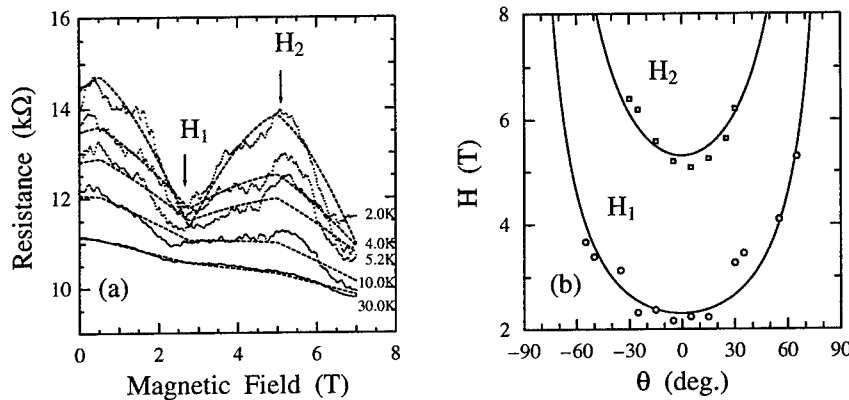 16
14
12
10
Resistance (kΩ)
0 2 4 6 8
Magnetic Field (T)
(a)
H₁
H₂
2.0K
4.0K
5.2K
10.0K
30.0K
8
6
4
2
H (T)
−90 −60 −30 0 30 60 90
θ (deg.)
(b)
H₂
H₁